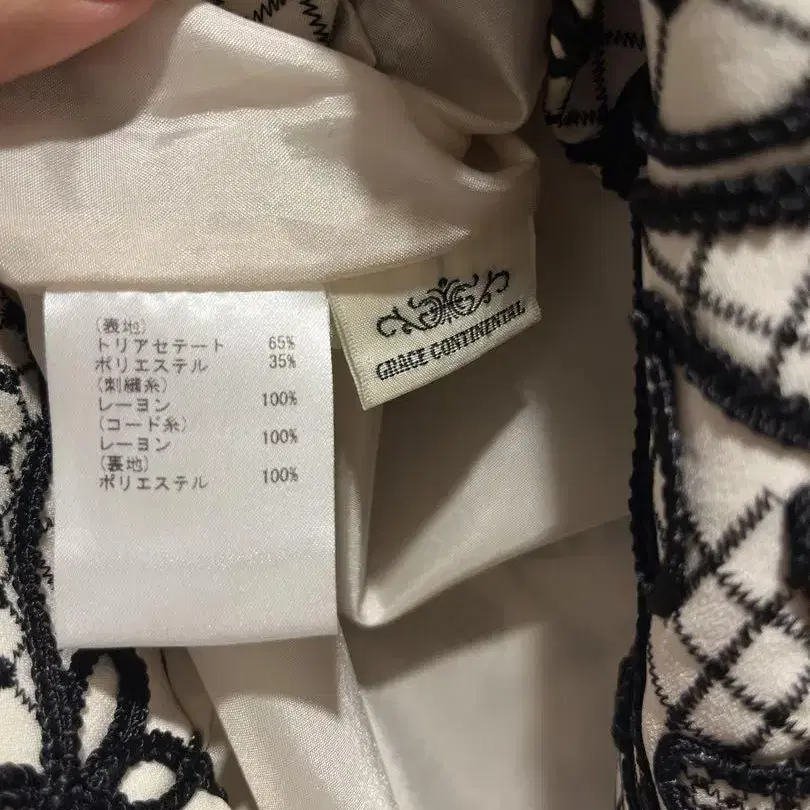 (表地)
トリアセテート 65%
ポリエステル 35%
(刺繍糸)
レーヨン 100%
(コード糸)
レーヨン 100%
(裏地)
ポリエステル 100%
GRACE CONTINENTAL